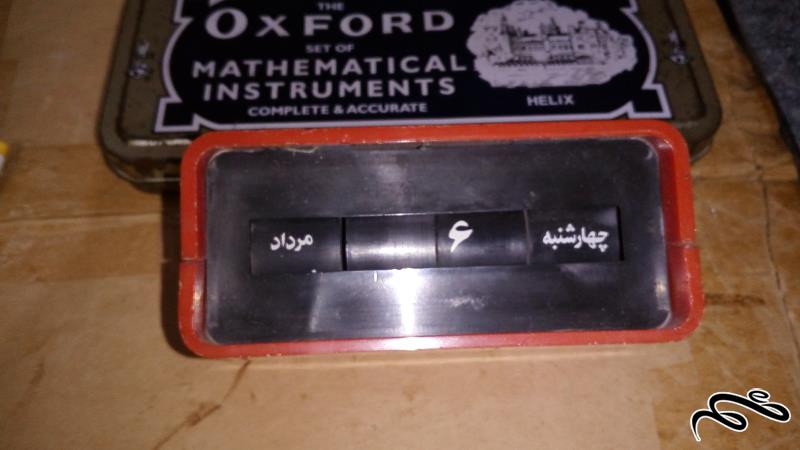 THE
OXFORD
SET OF
MATHEMATICAL
INSTRUMENTS
COMPLETE & ACCURATE
HELIX
چهارشنبه ۶ مرداد